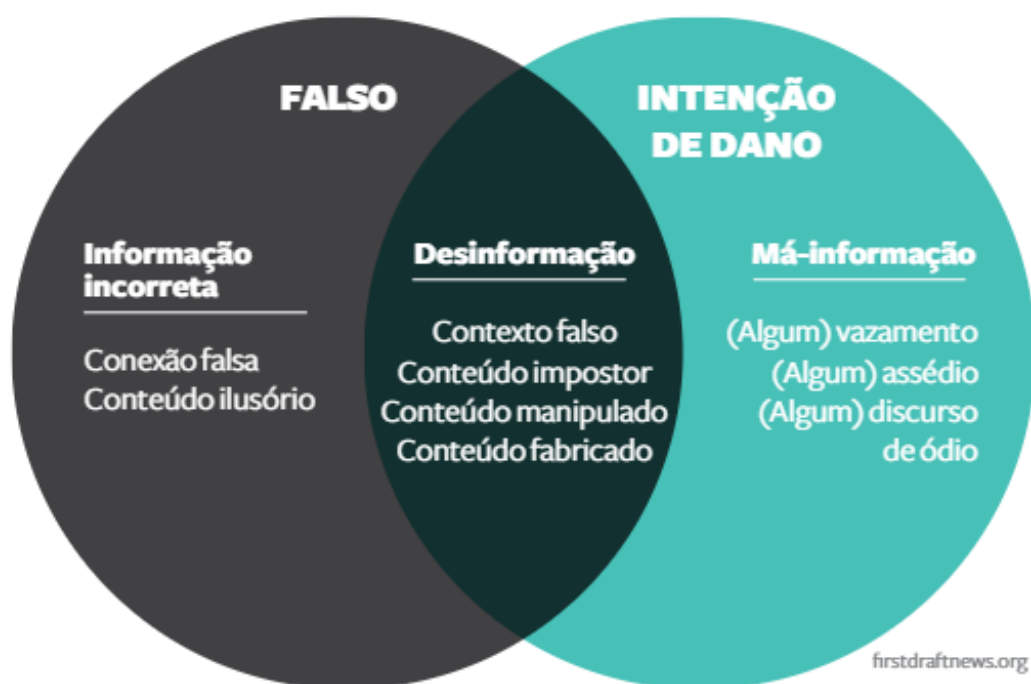 FALSO
INTENÇÃO
DE DANO
Informação
incorreta
Conexão falsa
Conteúdo ilusório
Desinformação
Contexto falso
Conteúdo impostor
Conteúdo manipulado
Conteúdo fabricado
Má-informação
(Algum) vazamento
(Algum) assédio
(Algum) discurso
de ódio
firstdraftnews.org